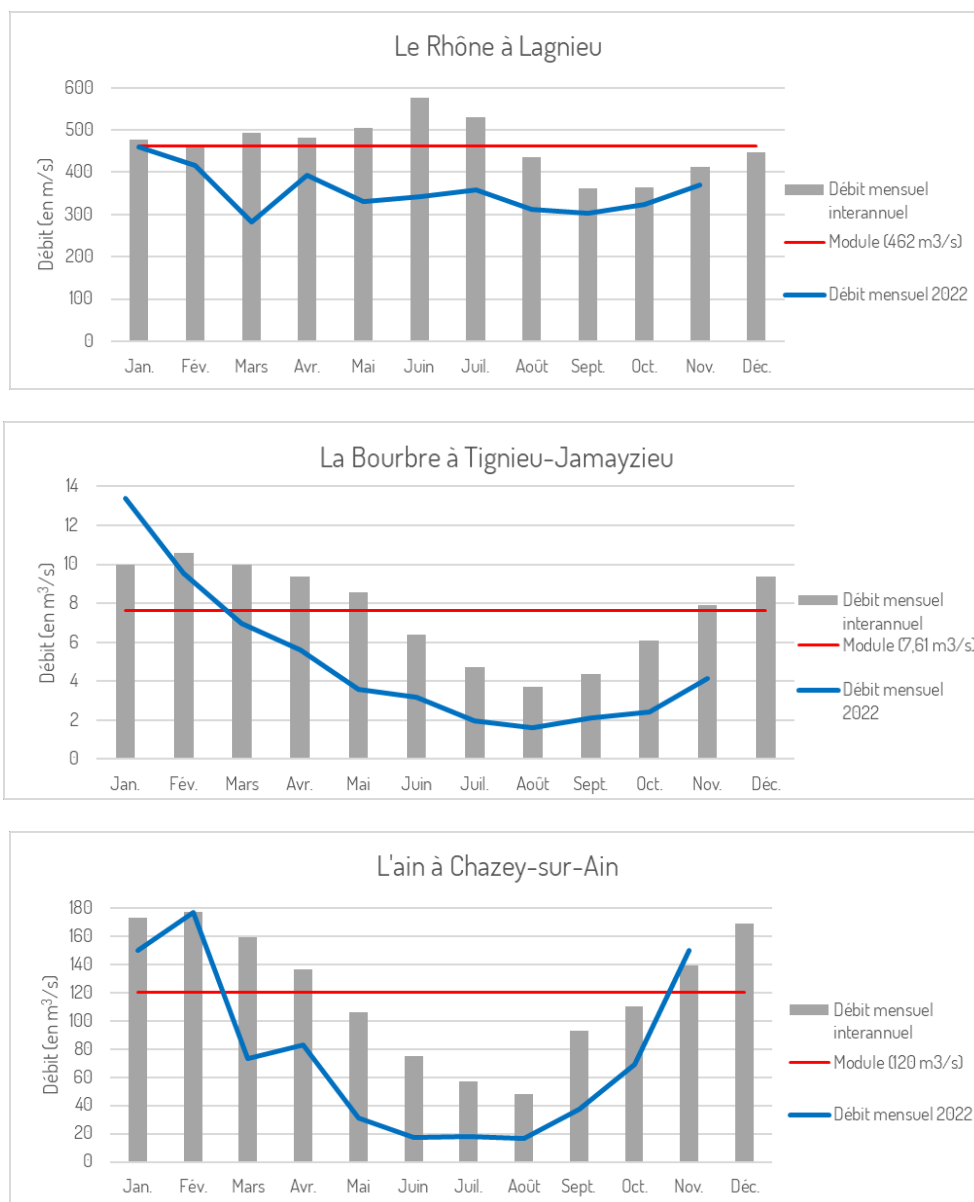 Le Rhône à Lagnieu
600
500
400
300
200
100
0
Débit (en m/s)
Jan. Fév. Mars Avr. Mai Juin Juil. Août Sept. Oct. Nov. Déc.
Débit mensuel
interannuel
Module (462 m3/s)
Débit mensuel 2022
La Bourbre à Tignieu-Jamayzieu
14
12
10
8
6
4
2
0
Débit (en m³/s)
Jan. Fév. Mars Avr. Mai Juin Juil. Août Sept. Oct. Nov. Déc.
Débit mensuel
interannuel
Module (7,61 m3/s)
Débit mensuel
2022
L'ain à Chazey-sur-Ain
180
160
140
120
100
80
60
40
20
0
Débit (en m³/s)
Jan. Fév. Mars Avr. Mai Juin Juil. Août Sept. Oct. Nov. Déc.
Débit mensuel
interannuel
Module (120 m3/s)
Débit mensuel 2022